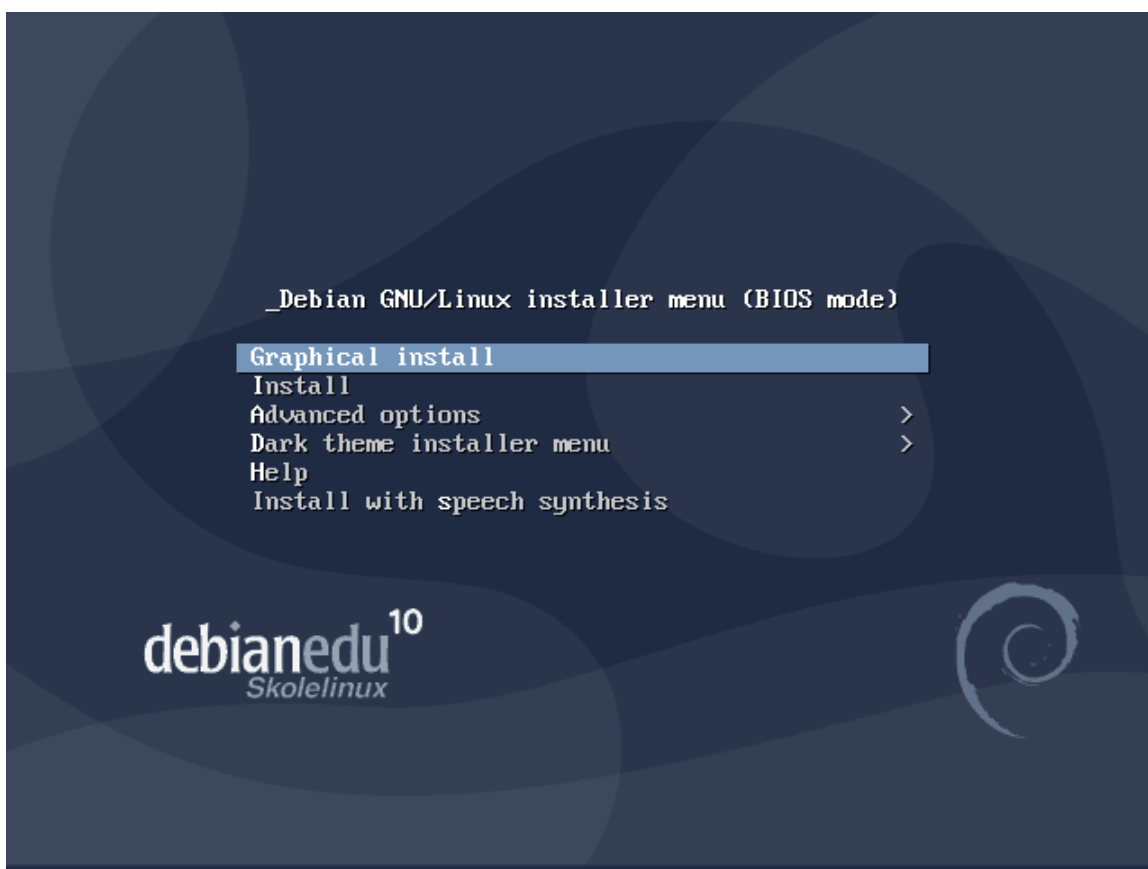 _Debian GNU/Linux installer menu (BIOS mode)
Graphical install
Install
Advanced options >
Dark theme installer menu >
Help
Install with speech synthesis
debianedu 10
Skolelinux